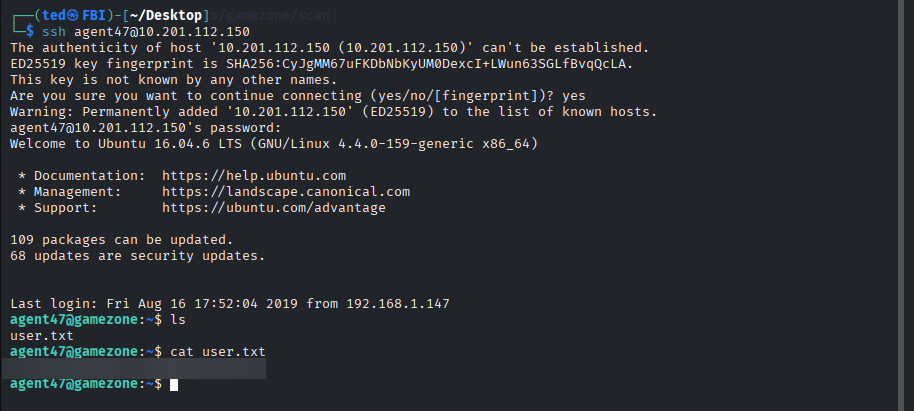 ┌──(ted㉿FBI)-[~/Desktop]
└─$ ssh agent47@10.201.112.150
The authenticity of host '10.201.112.150 (10.201.112.150)' can't be established.
ED25519 key fingerprint is SHA256:CyJgMM67uFKDbNbKyUM0DexcI+LWun63SGLfBvqQcLA.
This key is not known by any other names.
Are you sure you want to continue connecting (yes/no/[fingerprint])? yes
Warning: Permanently added '10.201.112.150' (ED25519) to the list of known hosts.
agent47@10.201.112.150's password:
Welcome to Ubuntu 16.04.6 LTS (GNU/Linux 4.4.0-159-generic x86_64)
* Documentation: https://help.ubuntu.com
* Management: https://landscape.canonical.com
* Support: https://ubuntu.com/advantage
109 packages can be updated.
68 updates are security updates.
Last login: Fri Aug 16 17:52:04 2019 from 192.168.1.147
agent47@gamezone:~$ ls
user.txt
agent47@gamezone:~$ cat user.txt
agent47@gamezone:~$